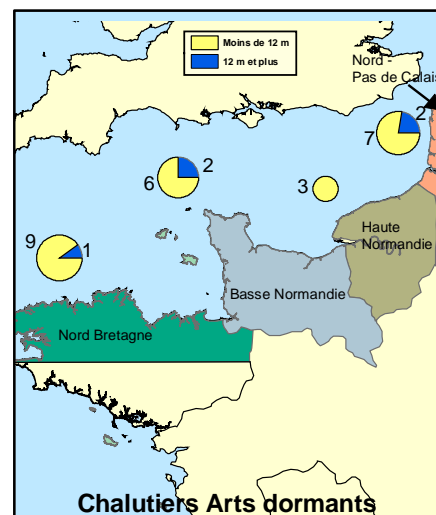 Moins de 12 m
12 m et plus
Nord -
Pas de Calais
2
7
2
6
3
9
1
Haute
Normandie
Basse Normandie
Nord Bretagne
Chalutiers Arts dormants